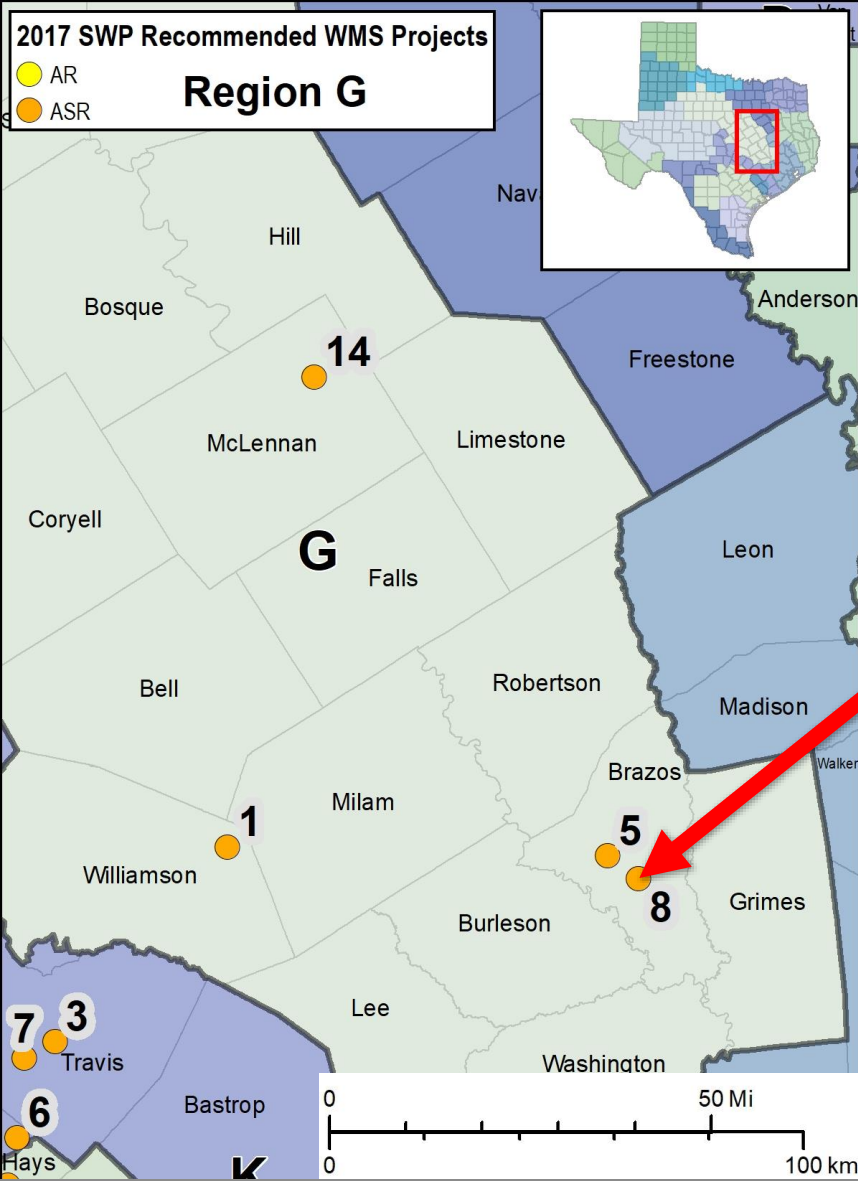 2017 SWP Recommended WMS Projects
AR
ASR
Region G
Hill
Bosque
Anderson
14
Freestone
McLennan
Limestone
Coryell
G
Leon
Falls
Bell
Robertson
Madison
Walker
Brazos
Milam
1
5
Williamson
8
Grimes
Burleson
Lee
7
3
Travis
Washington
Bastrop
6
Hays
K
0
50 Mi
0
100 km